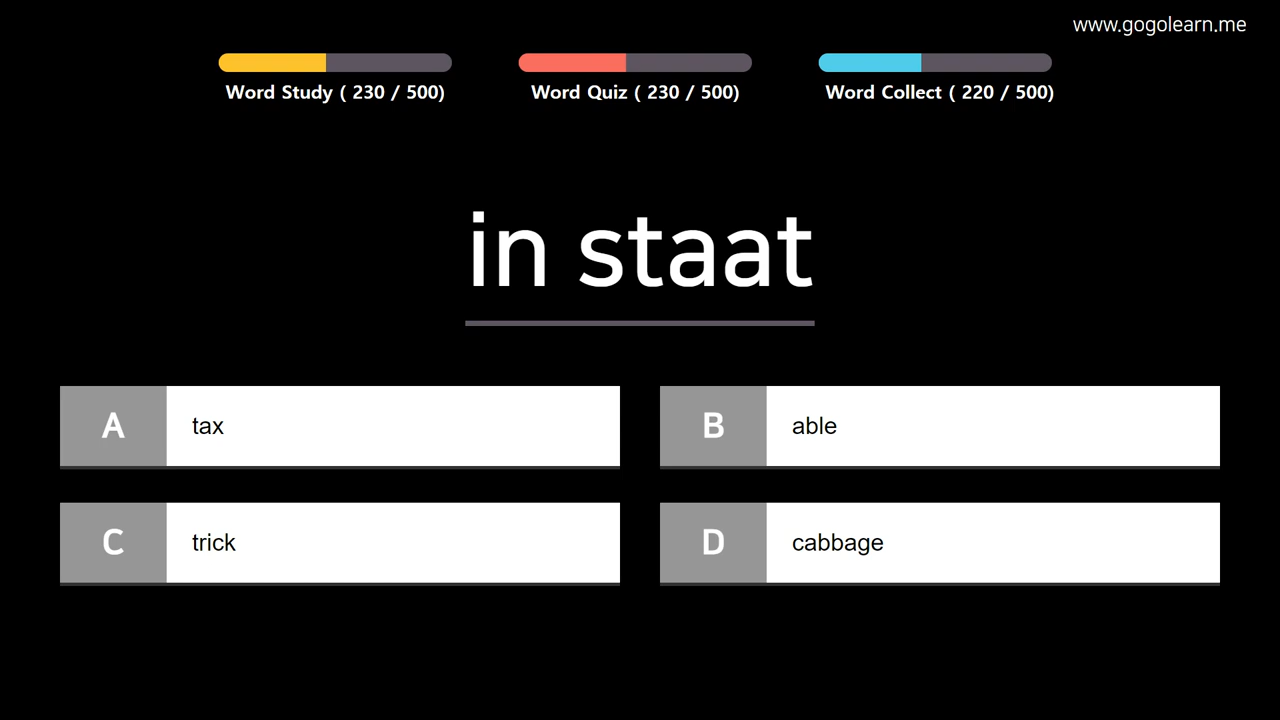 www.gogolearn.me
Word Study ( 230 / 500)
Word Quiz ( 230 / 500)
Word Collect ( 220 / 500)
in staat
A tax
B able
C trick
D cabbage